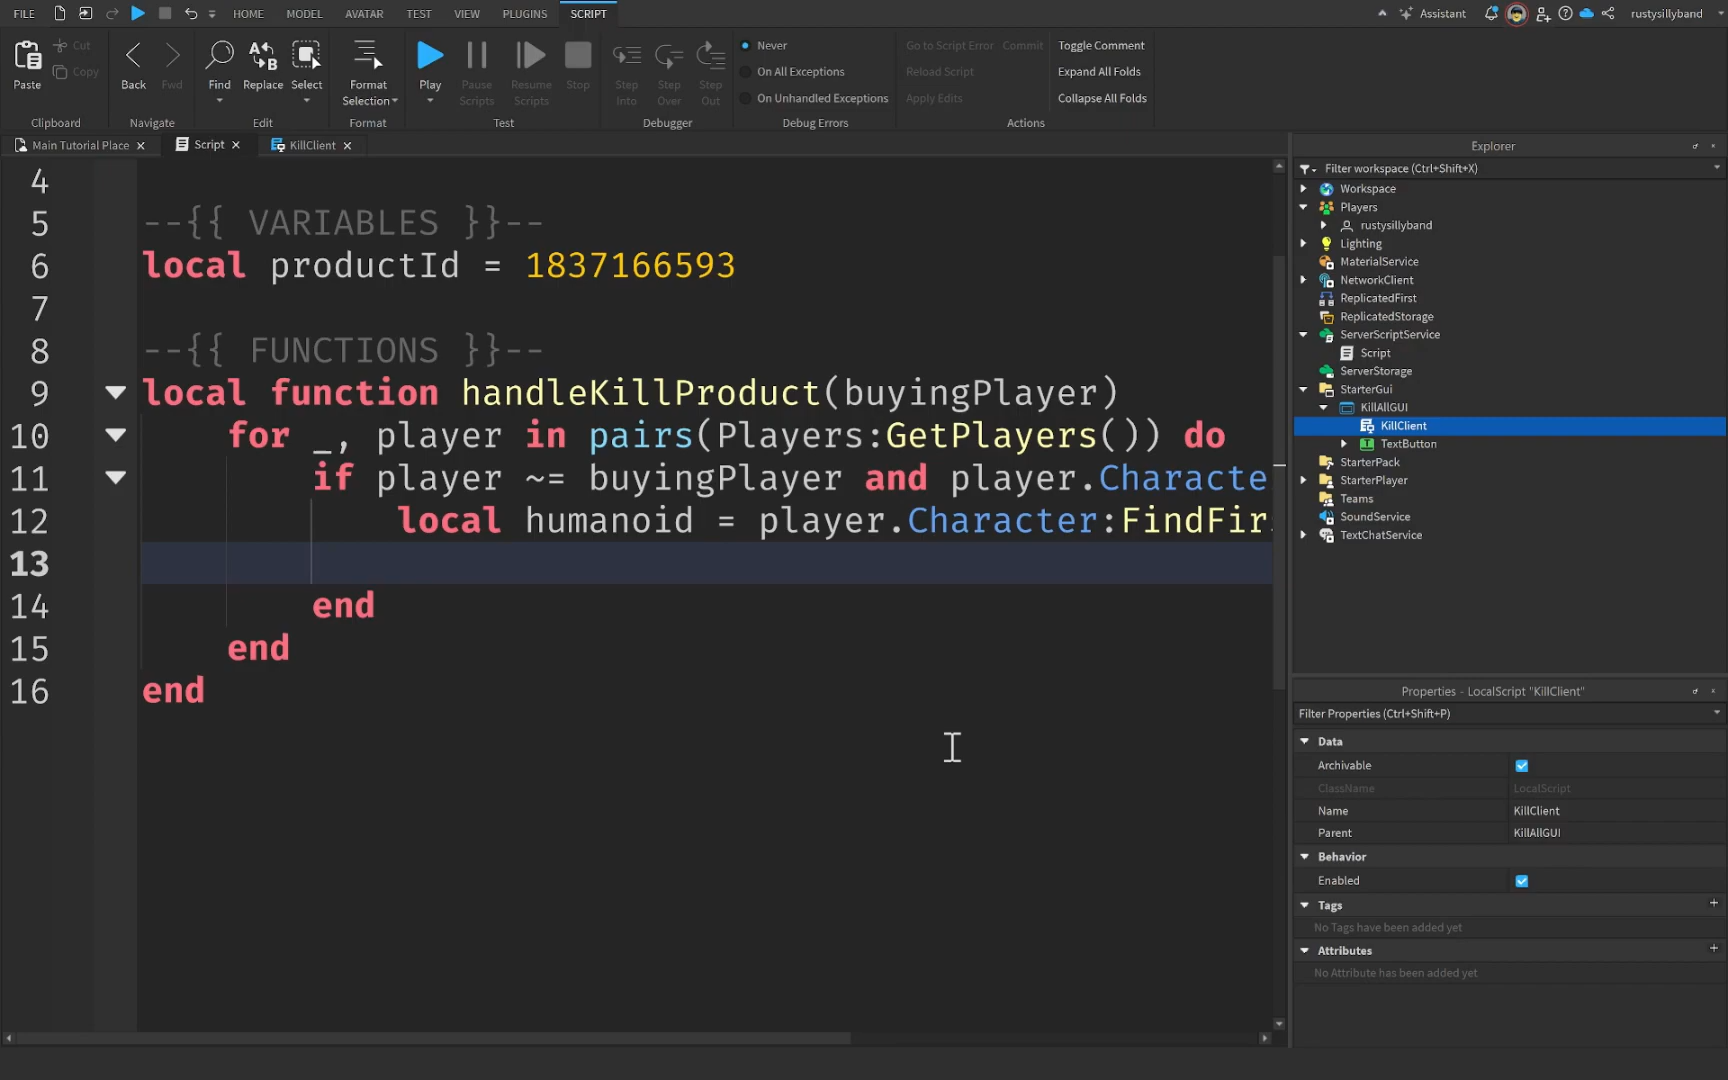 FILE HOME MODEL AVATAR TEST VIEW PLUGINS SCRIPT Assistant rustysillyband
Paste Cut Copy Back Fwd Find Replace Select Format Selection Play Pause Scripts Resume Scripts Stop Step Into Step Over Step Out
Never
On All Exceptions
On Unhandled Exceptions
Go to Script Error Commit
Reload Script
Apply Edits
Toggle Comment
Expand All Folds
Collapse All Folds
Clipboard Navigate Edit Format Test Debugger Debug Errors Actions
Main Tutorial Place Script KillClient
4
5 --{{ VARIABLES }}--
6 local productId = 1837166593
7
8 --{{ FUNCTIONS }}--
9 local function handleKillProduct(buyingPlayer)
10 for _, player in pairs(Players:GetPlayers()) do
11 if player ~= buyingPlayer and player.Characte
12 local humanoid = player.Character:FindFir
13
14 end
15 end
16 end
Explorer
Filter workspace (Ctrl+Shift+X)
Workspace
Players
rustysillyband
Lighting
MaterialService
NetworkClient
ReplicatedFirst
ReplicatedStorage
ServerScriptService
Script
ServerStorage
StarterGui
KillAllGUI
KillClient
TextButton
StarterPack
StarterPlayer
Teams
SoundService
TextChatService
Properties - LocalScript "KillClient"
Filter Properties (Ctrl+Shift+P)
Data
Archivable
ClassName LocalScript
Name KillClient
Parent KillAllGUI
Behavior
Enabled
Tags
No Tags have been added yet
Attributes
No Attribute has been added yet